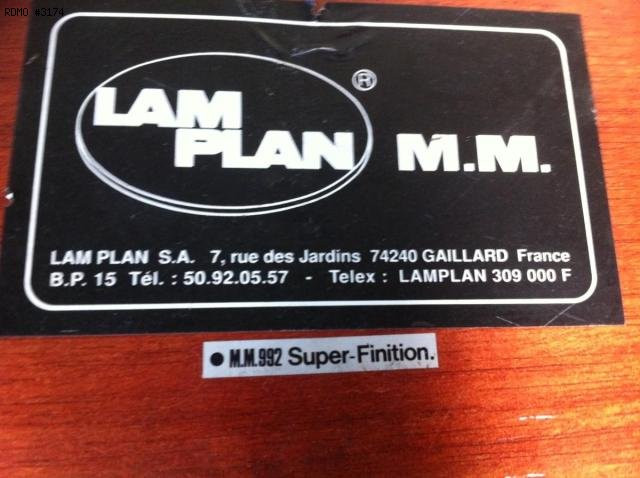 RDMO #3174
LAM
PLAN ® M.M.
LAM PLAN S.A. 7, rue des Jardins 74240 GAILLARD France
B.P. 15 Tél. : 50.92.05.57 - Telex : LAMPLAN 309 000 F
● M.M.992 Super-Finition.